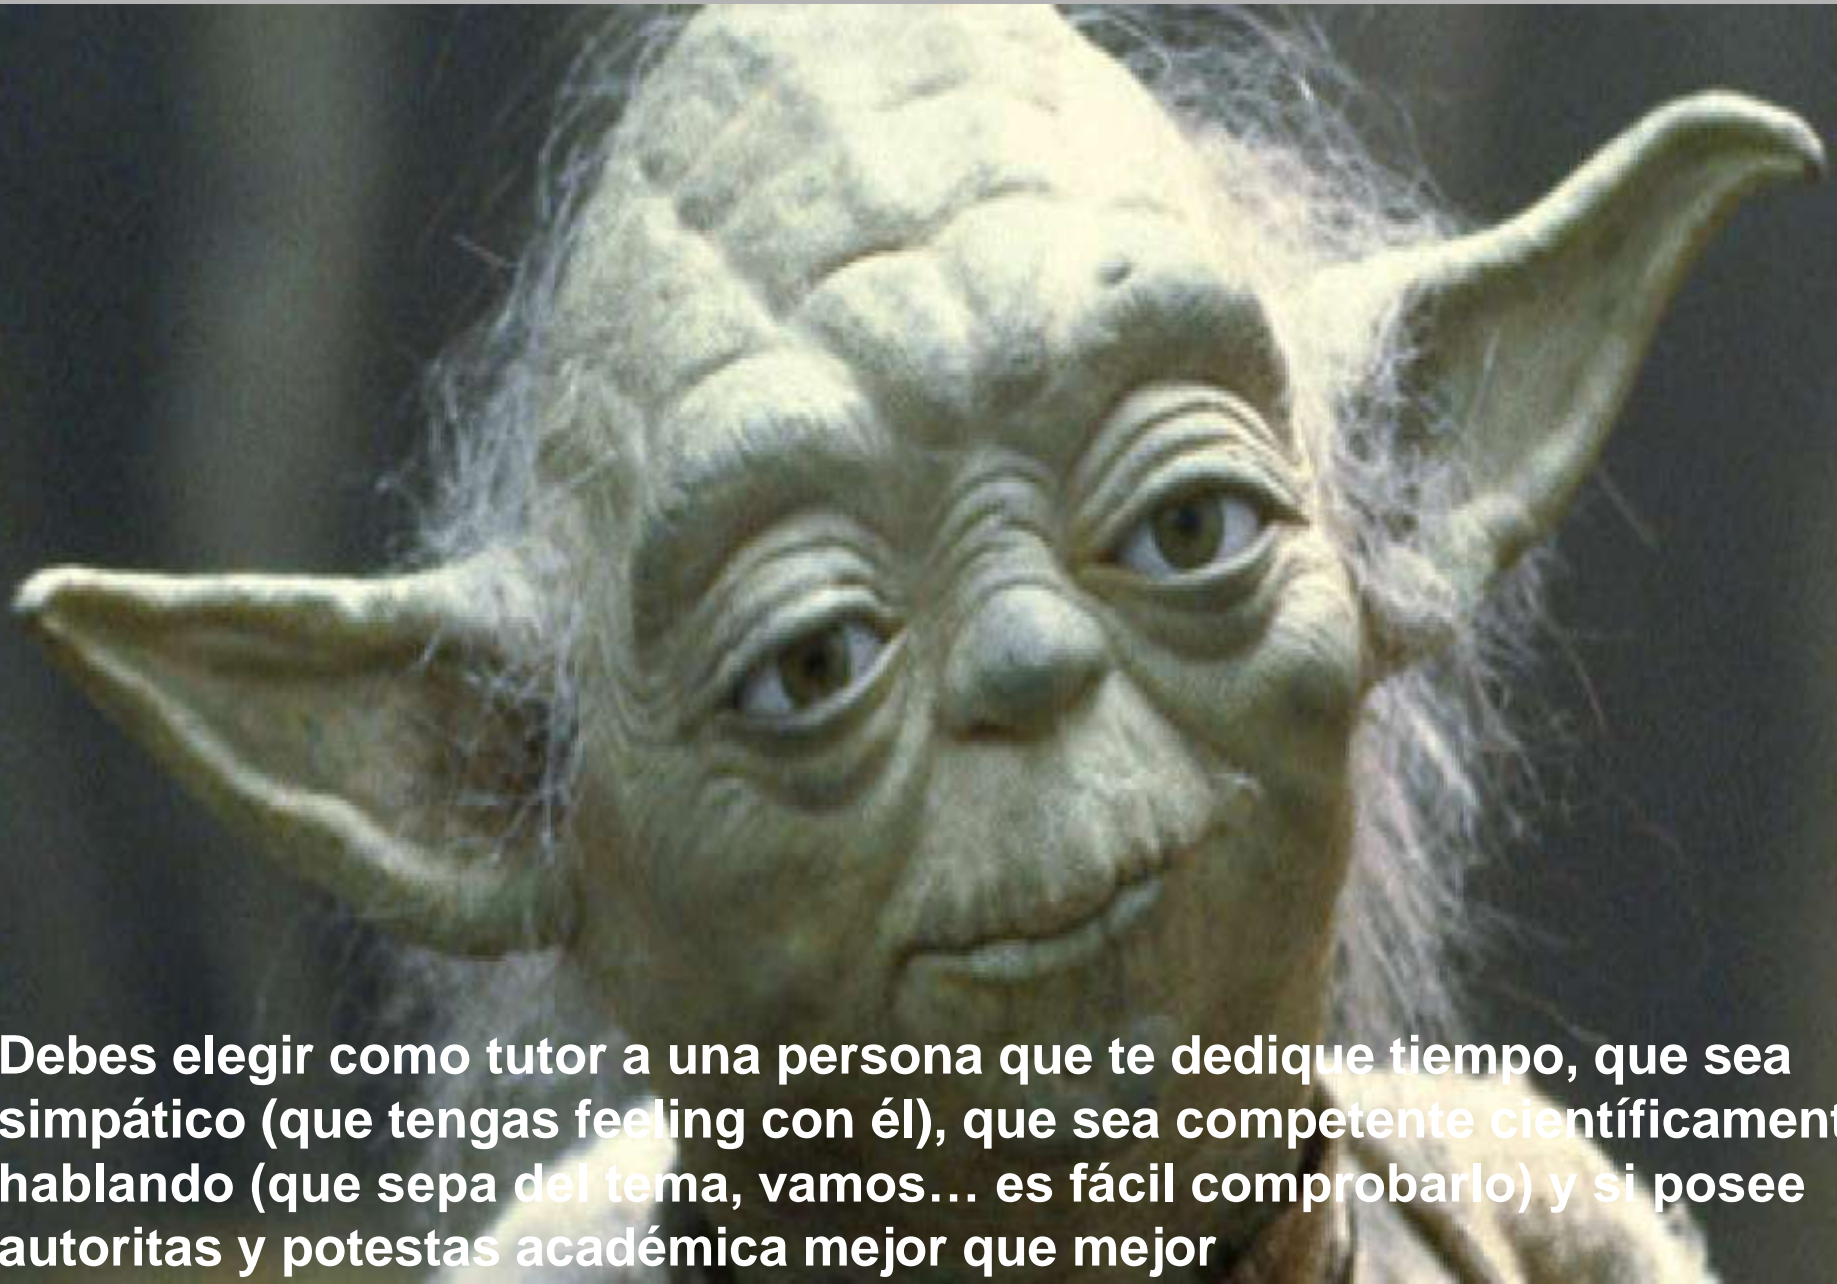 Debes elegir como tutor a una persona que te dedique tiempo, que sea
simpático (que tengas feeling con él), que sea competente científicament
hablando (que sepa del tema, vamos… es fácil comprobarlo) y si posee
autoritas y potestas académica mejor que mejor